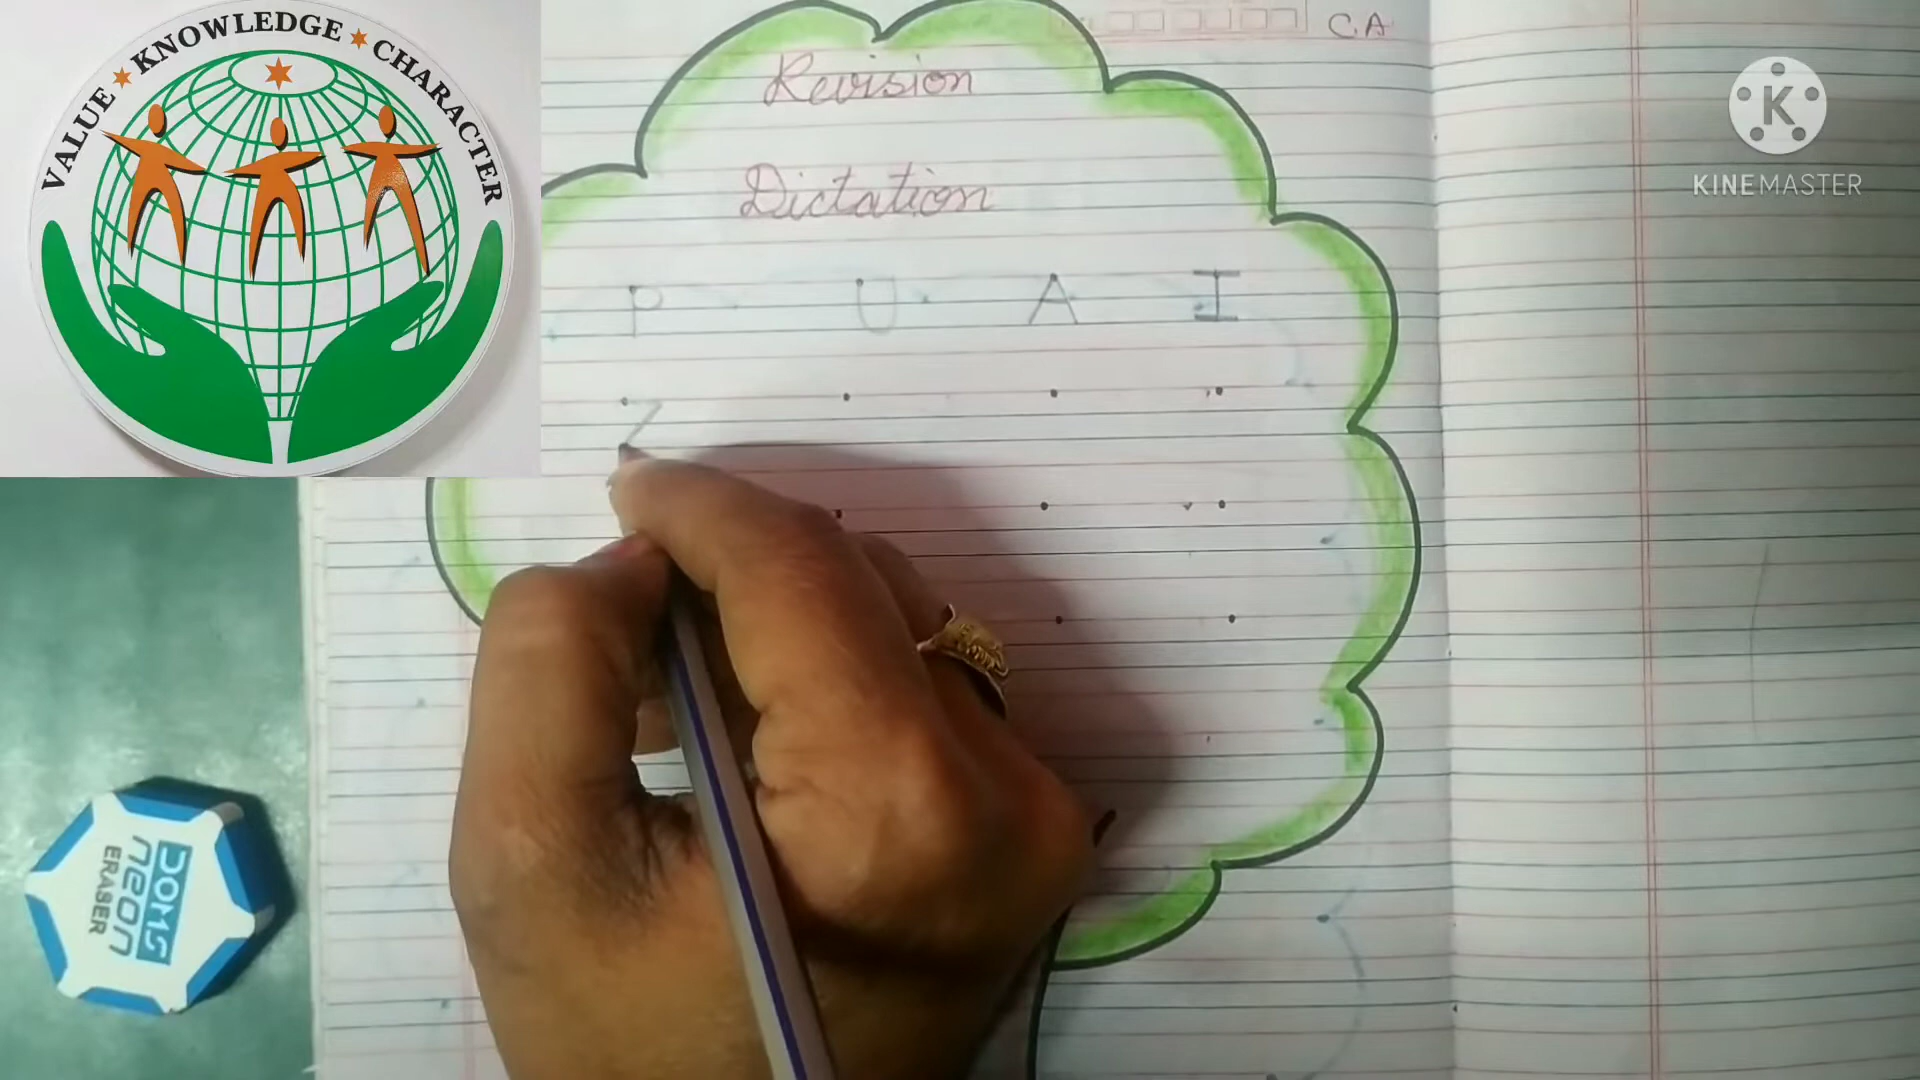 VALUE KNOWLEDGE CHARACTER
C.A
K
KINEMASTER
Revision
Dictation
P U A I
DOMS
neon
ERASER